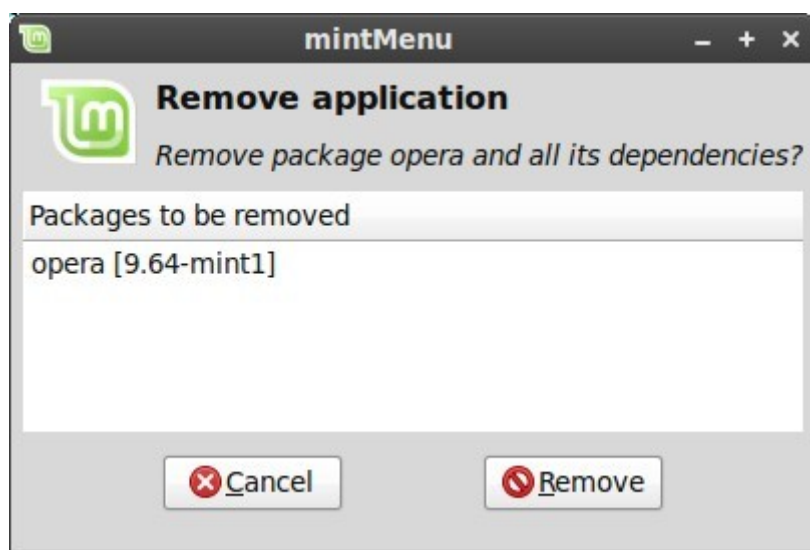 mintMenu
Remove application
Remove package opera and all its dependencies?
Packages to be removed
opera [9.64-mint1]
Cancel
Remove